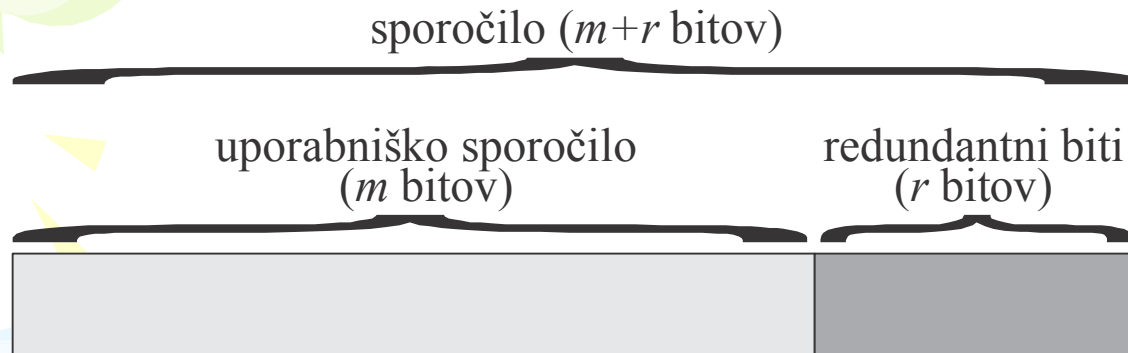 sporočilo (m+r bitov)
uporabniško sporočilo
(m bitov)
redundantni biti
(r bitov)